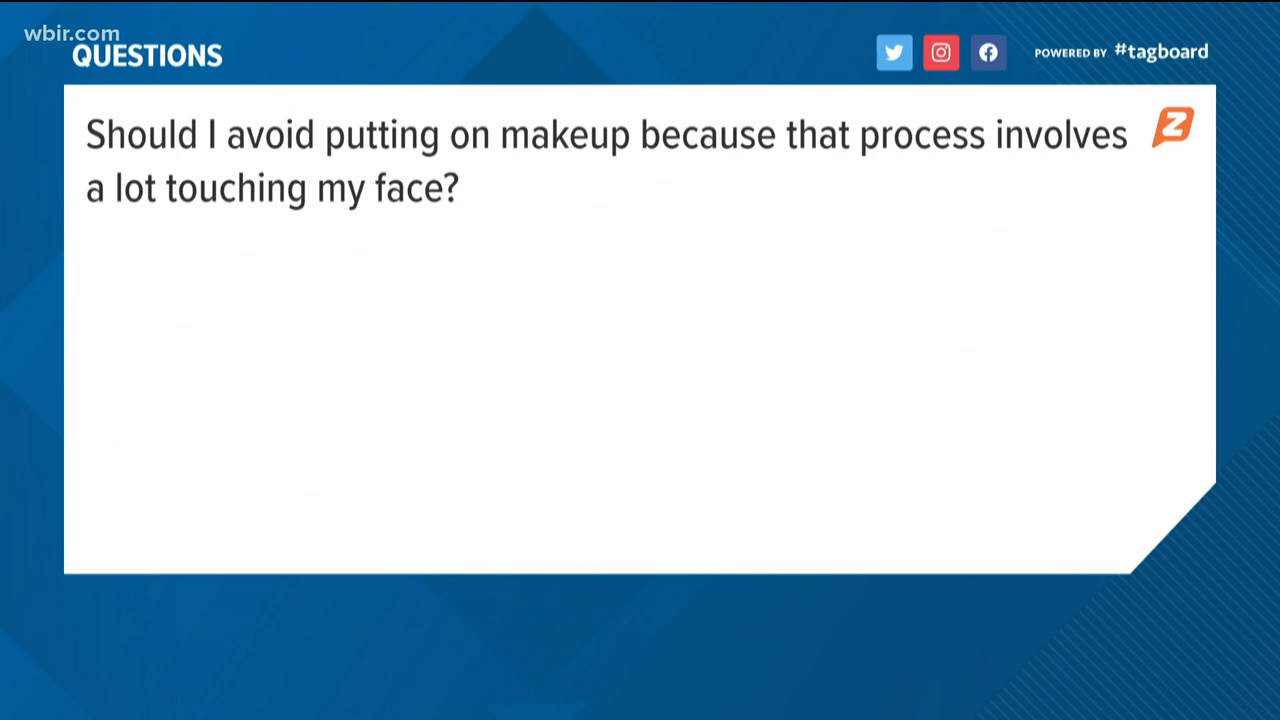 wbir.com
QUESTIONS
POWERED BY #tagboard
Should I avoid putting on makeup because that process involves
a lot touching my face?